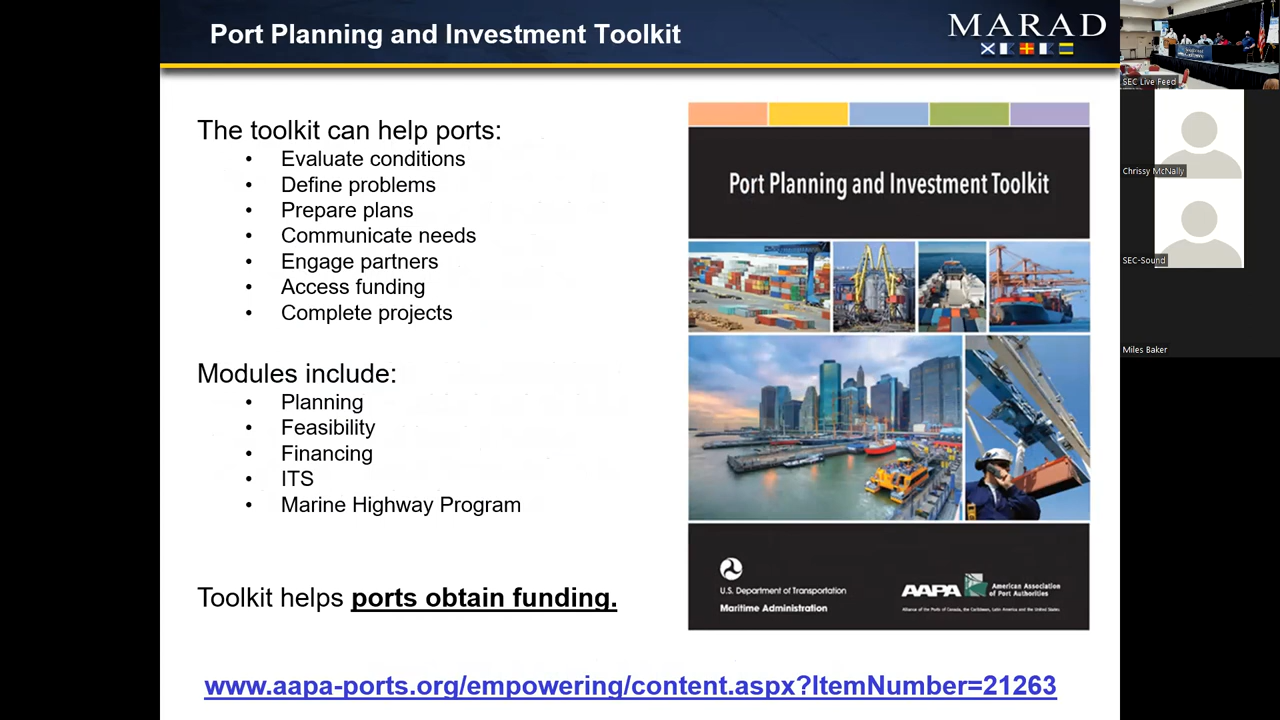 Port Planning and Investment Toolkit
MARAD
The toolkit can help ports:
• Evaluate conditions
• Define problems
• Prepare plans
• Communicate needs
• Engage partners
• Access funding
• Complete projects
Modules include:
• Planning
• Feasibility
• Financing
• ITS
• Marine Highway Program
Toolkit helps ports obtain funding.
www.aapa-ports.org/empowering/content.aspx?ItemNumber=21263
Port Planning and Investment Toolkit
U.S. Department of Transportation
Maritime Administration
AAPA
American Association
of Port Authorities
Alliance of the Ports of Canada, the Caribbean, Latin America and the United States
SEC Live Feed
Chrissy McNally
SEC-Sound
Miles Baker